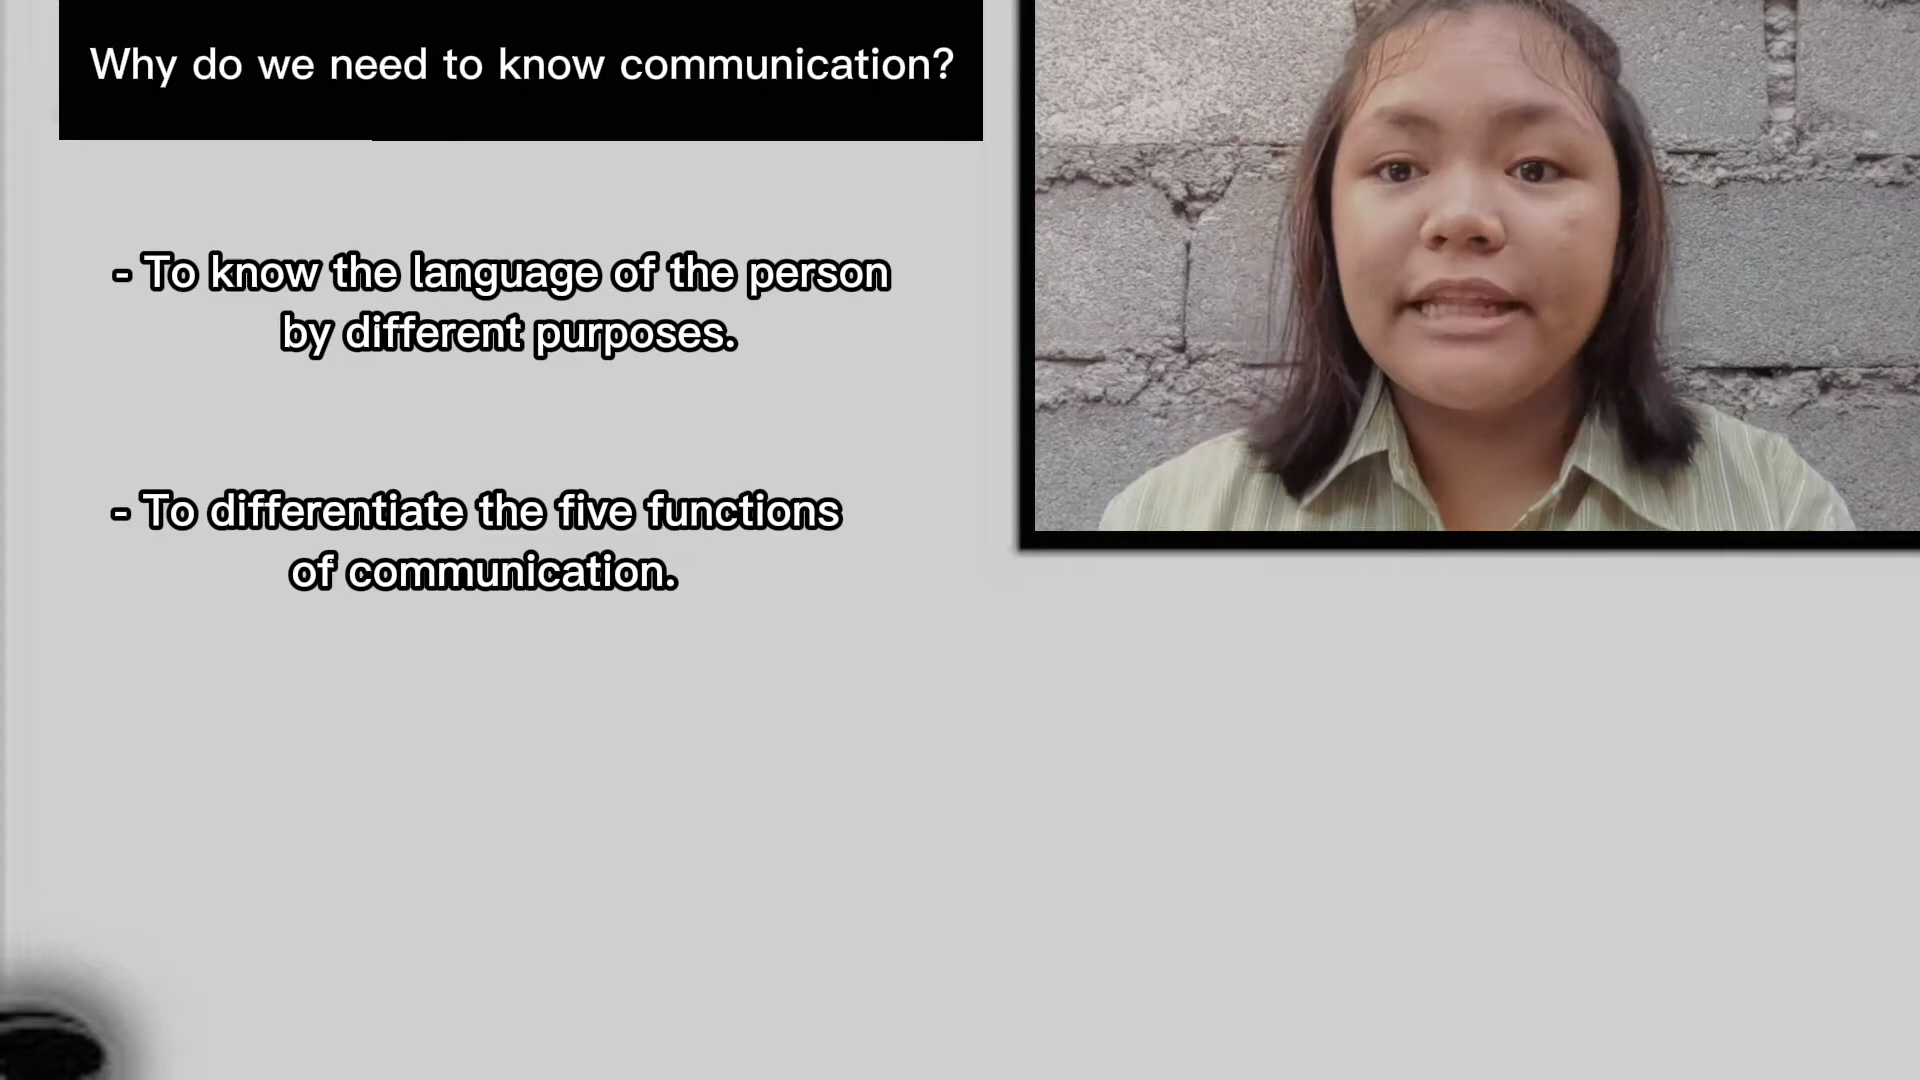 Why do we need to know communication?
- To know the language of the person
by different purposes.
- To differentiate the five functions
of communication.